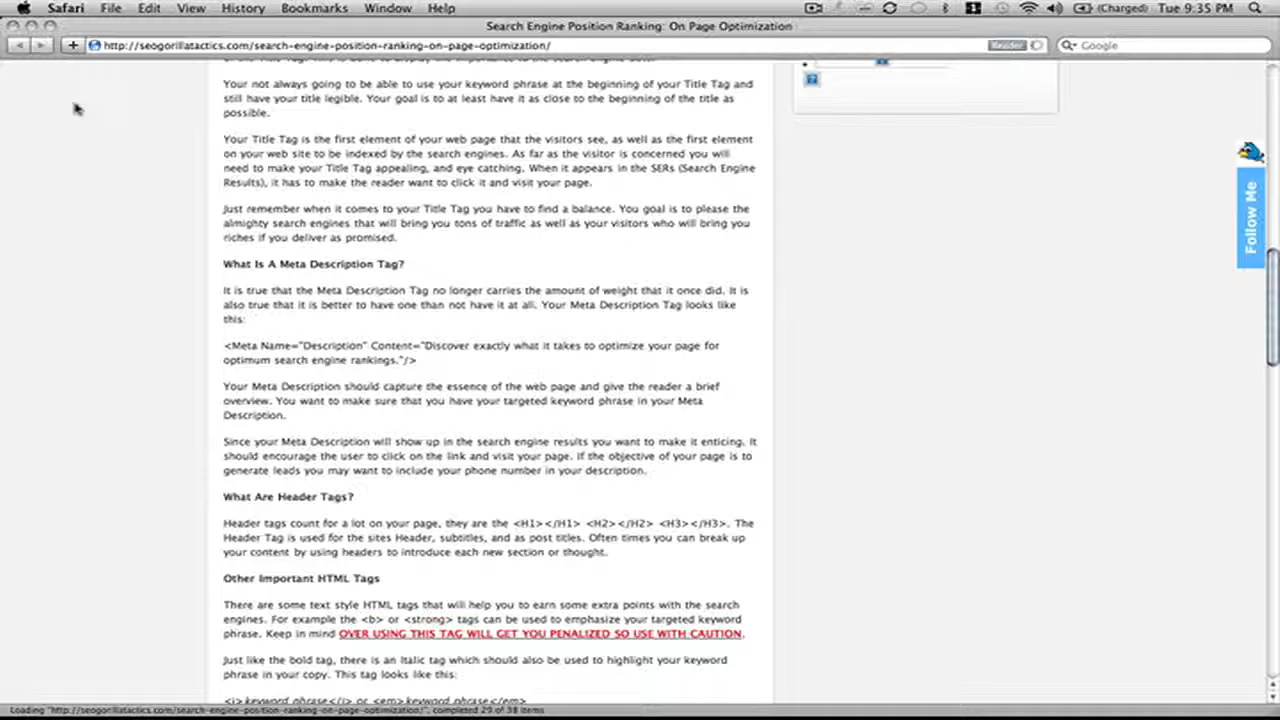 Safari File Edit View History Bookmarks Window Help (Charged) Tue 9:35 PM
Search Engine Position Ranking: On Page Optimization
http://seogorillatactics.com/search-engine-position-ranking-on-page-optimization/ Reader Google
Your not always going to be able to use your keyword phrase at the beginning of your Title Tag and
still have your title legible. Your goal is to at least have it as close to the beginning of the title as
possible.
Your Title Tag is the first element of your web page that the visitors see, as well as the first element
on your web site to be indexed by the search engines. As far as the visitor is concerned you will
need to make your Title Tag appealing, and eye catching. When it appears in the SERs (Search Engine
Results), it has to make the reader want to click it and visit your page.
Just remember when it comes to your Title Tag you have to find a balance. You goal is to please the
almighty search engines that will bring you tons of traffic as well as your visitors who will bring you
riches if you deliver as promised.
Follow Me
What Is A Meta Description Tag?
It is true that the Meta Description Tag no longer carries the amount of weight that it once did. It is
also true that it is better to have one than not have it at all. Your Meta Description Tag looks like
this:
<Meta Name="Description" Content="Discover exactly what it takes to optimize your page for
optimum search engine rankings."/>
Your Meta Description should capture the essence of the web page and give the reader a brief
overview. You want to make sure that you have your targeted keyword phrase in your Meta
Description.
Since your Meta Description will show up in the search engine results you want to make it enticing. It
should encourage the user to click on the link and visit your page. If the objective of your page is to
generate leads you may want to include your phone number in your description.
What Are Header Tags?
Header tags count for a lot on your page, they are the <H1></H1> <H2></H2> <H3></H3>. The
Header Tag is used for the sites Header, subtitles, and as post titles. Often times you can break up
your content by using headers to introduce each new section or thought.
Other Important HTML Tags
There are some text style HTML tags that will help you to earn some extra points with the search
engines. For example the <b> or <strong> tags can be used to emphasize your targeted keyword
phrase. Keep in mind OVER USING THIS TAG WILL GET YOU PENALIZED SO USE WITH CAUTION.
Just like the bold tag, there is an Italic tag which should also be used to highlight your keyword
phrase in your copy. This tag looks like this:
<i>keyword phrase</i> or <em>keyword phrase</em>
Loading "http://seogorillatactics.com/search-engine-position-ranking-on-page-optimization/", completed 29 of 38 items